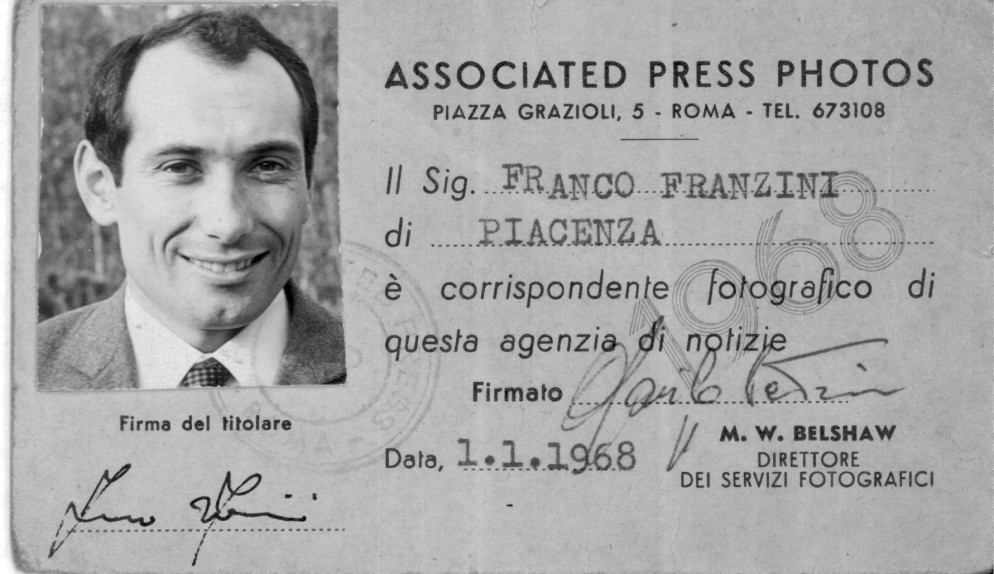 ASSOCIATED PRESS PHOTOS
PIAZZA GRAZIOLI, 5 - ROMA - TEL. 673108
Il Sig. FRANCO FRANZINI
di PIACENZA
1968
è corrispondente fotografico di
questa agenzia di notizie
Firmato
M. W. BELSHAW
DIRETTORE
DEI SERVIZI FOTOGRAFICI
Data, 1.1.1968
Firma del titolare